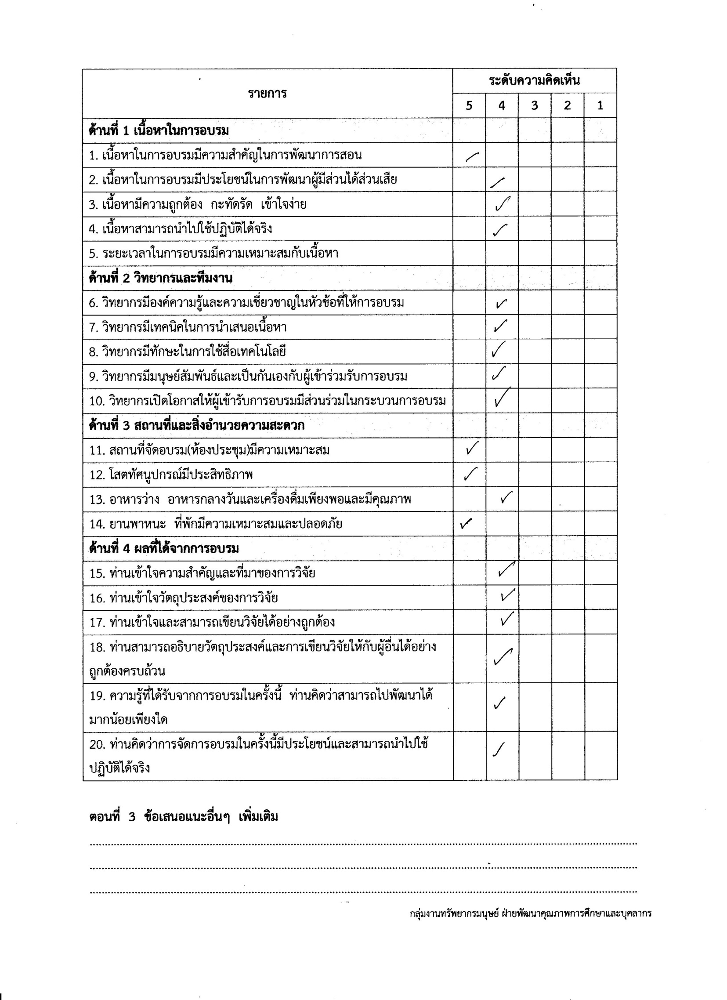 รายการ
ระดับความคิดเห็น
5 4 3 2 1
ด้านที่ 1 เนื้อหาในการอบรม
1. เนื้อหาในการอบรมมีความสำคัญในการพัฒนาการสอน ✓
2. เนื้อหาในการอบรมมีประโยชน์ในการพัฒนาผู้มีส่วนได้ส่วนเสีย ✓
3. เนื้อหามีความถูกต้อง กะทัดรัด เข้าใจง่าย ✓
4. เนื้อหาสามารถนำไปใช้ปฏิบัติได้จริง ✓
5. ระยะเวลาในการอบรมมีความเหมาะสมกับเนื้อหา
ด้านที่ 2 วิทยากรและทีมงาน
6. วิทยากรมีองค์ความรู้และความเชี่ยวชาญในหัวข้อที่ให้การอบรม ✓
7. วิทยากรมีเทคนิคในการนำเสนอเนื้อหา ✓
8. วิทยากรมีทักษะในการใช้สื่อเทคโนโลยี ✓
9. วิทยากรมีมนุษย์สัมพันธ์และเป็นกันเองกับผู้เข้าร่วมรับการอบรม ✓
10. วิทยากรเปิดโอกาสให้ผู้เข้ารับการอบรมมีส่วนร่วมในกระบวนการอบรม ✓
ด้านที่ 3 สถานที่และสิ่งอำนวยความสะดวก
11. สถานที่จัดอบรม(ห้องประชุม)มีความเหมาะสม ✓
12. โสตทัศนูปกรณ์มีประสิทธิภาพ ✓
13. อาหารว่าง อาหารกลางวันและเครื่องดื่มเพียงพอและมีคุณภาพ ✓
14. ยานพาหนะ ที่พักมีความเหมาะสมและปลอดภัย ✓
ด้านที่ 4 ผลที่ได้จากการอบรม
15. ท่านเข้าใจความสำคัญและที่มาของการวิจัย ✓
16. ท่านเข้าใจวัตถุประสงค์ของการวิจัย ✓
17. ท่านเข้าใจและสามารถเขียนวิจัยได้อย่างถูกต้อง ✓
18. ท่านสามารถอธิบายวัตถุประสงค์และการเขียนวิจัยให้กับผู้อื่นได้อย่าง
ถูกต้องครบถ้วน ✓
19. ความรู้ที่ได้รับจากการอบรมในครั้งนี้ ท่านคิดว่าสามารถไปพัฒนาได้
มากน้อยเพียงใด ✓
20. ท่านคิดว่าการจัดการอบรมในครั้งนี้มีประโยชน์และสามารถนำไปใช้
ปฏิบัติได้จริง ✓
ตอนที่ 3 ข้อเสนอแนะอื่นๆ เพิ่มเติม
กลุ่มงานทรัพยากรมนุษย์ ฝ่ายพัฒนาคุณภาพการศึกษาและบุคลากร